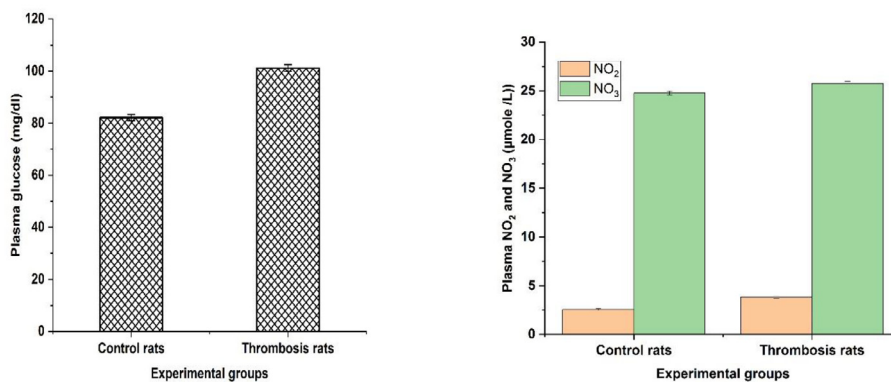 120
100
80
60
40
20
0
Plasma glucose (mg/dl)
Control rats
Thrombosis rats
Experimental groups
30
25
20
15
10
5
0
Plasma NO₂ and NO₃ (µmole /L))
NO₂
NO₃
Control rats
Thrombosis rats
Experimental groups